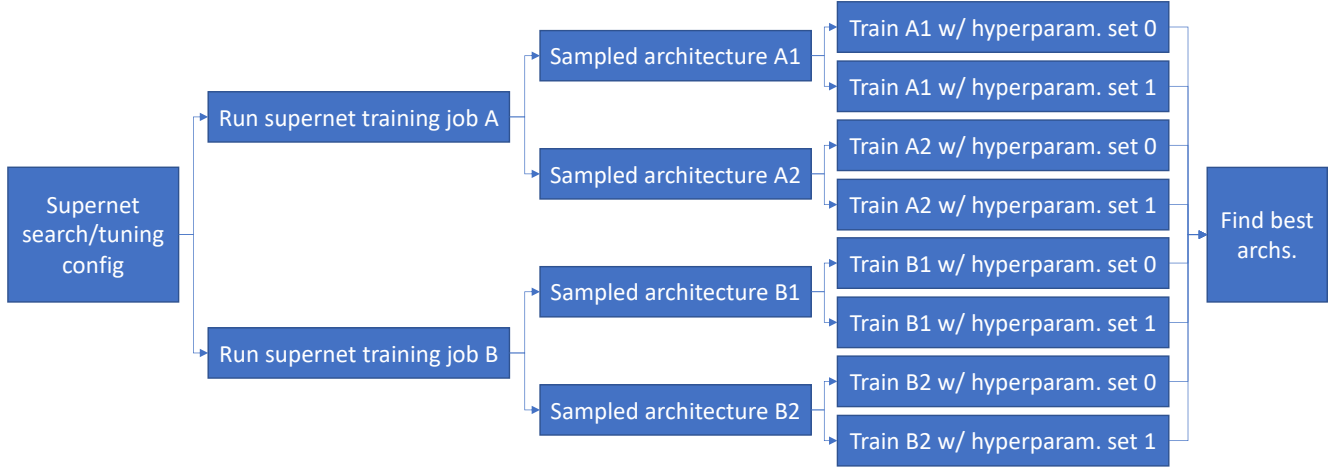 Supernet
search/tuning
config
Run supernet training job A
Run supernet training job B
Sampled architecture A1
Sampled architecture A2
Sampled architecture B1
Sampled architecture B2
Train A1 w/ hyperparam. set 0
Train A1 w/ hyperparam. set 1
Train A2 w/ hyperparam. set 0
Train A2 w/ hyperparam. set 1
Train B1 w/ hyperparam. set 0
Train B1 w/ hyperparam. set 1
Train B2 w/ hyperparam. set 0
Train B2 w/ hyperparam. set 1
Find best
archs.